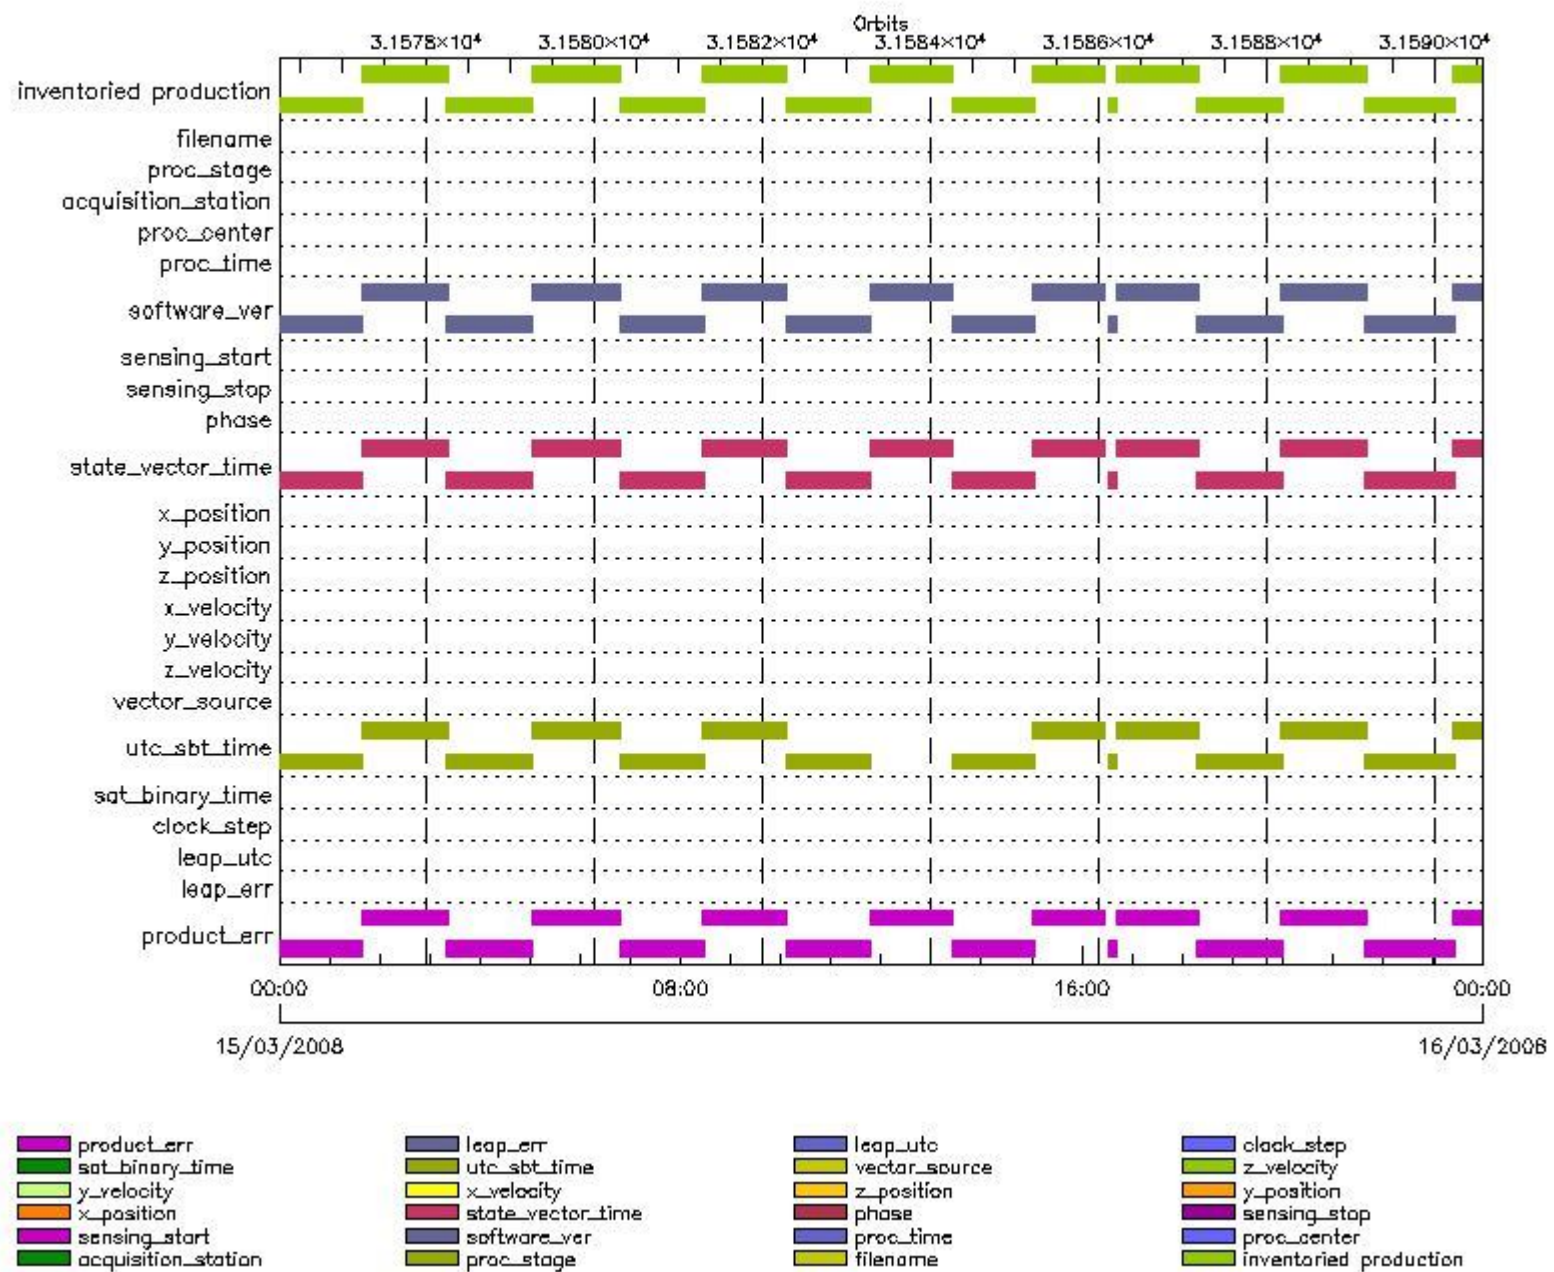 Orbits
3.1578×10⁴ 3.1580×10⁴ 3.1582×10⁴ 3.1584×10⁴ 3.1586×10⁴ 3.1588×10⁴ 3.1590×10⁴
inventoried production
filename
proc_stage
acquisition_station
proc_center
proc_time
software_ver
sensing_start
sensing_stop
phase
state_vector_time
x_position
y_position
z_position
x_velocity
y_velocity
z_velocity
vector_source
utc_sbt_time
sat_binary_time
clock_step
leap_utc
leap_err
product_err
00:00 08:00 16:00 00:00
15/03/2008 16/03/2008
product_err leap_err leap_utc clock_step
sat_binary_time utc_sbt_time vector_source z_velocity
y_velocity x_velocity z_position y_position
x_position state_vector_time phase sensing_stop
sensing_start software_ver proc_time proc_center
acquisition_station proc_stage filename inventoried production